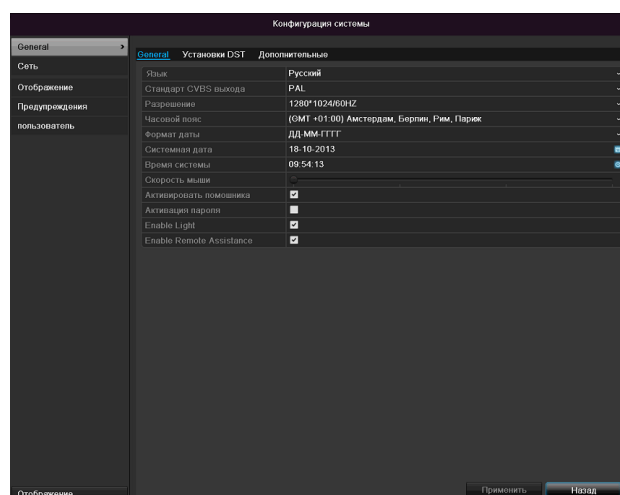 Конфигурация системы
General
Сеть
Отображение
Предупреждения
пользователь
General Установки DST Дополнительные
Язык Русский
Стандарт CVBS выхода PAL
Разрешение 1280*1024/60HZ
Часовой пояс (GMT +01:00) Амстердам, Берлин, Рим, Париж
Формат даты ДД-ММ-ГГГГ
Системная дата 18-10-2013
Время системы 09:54:13
Скорость мыши
Активировать помошника
Активация пароля
Enable Light
Enable Remote Assistance
Отображение
Применить Назад